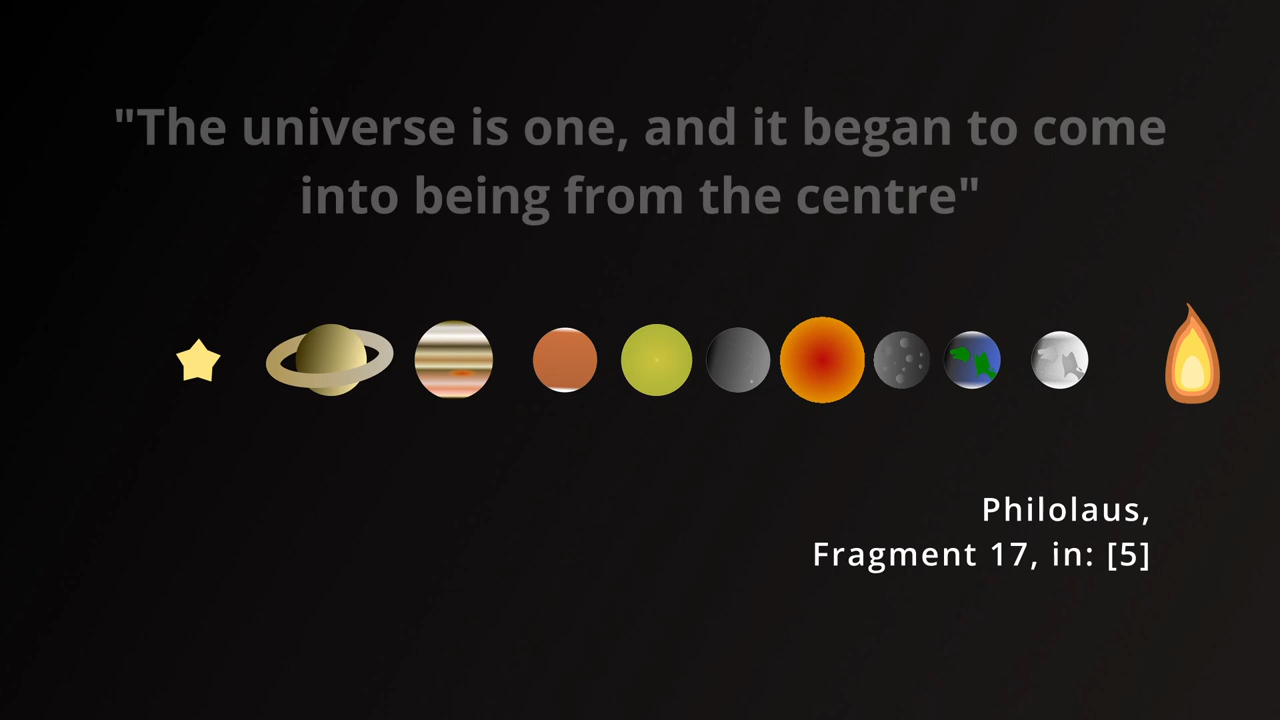 "The universe is one, and it began to come
into being from the centre"
Philolaus,
Fragment 17, in: [5]